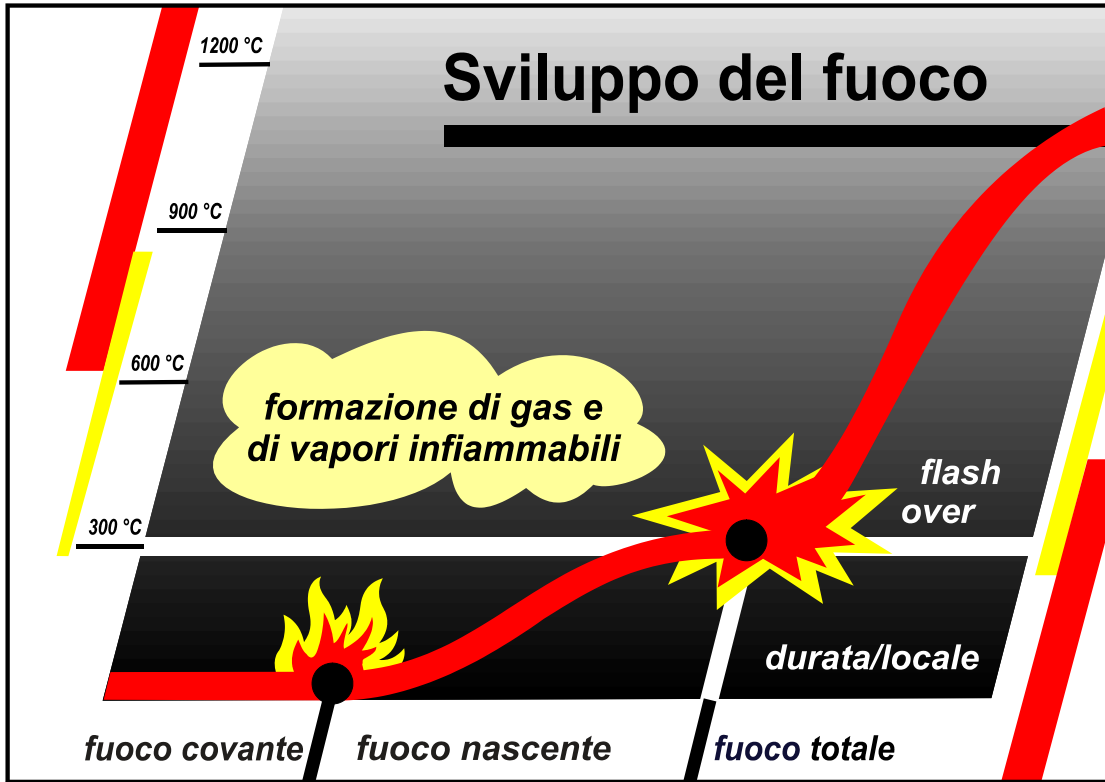 Sviluppo del fuoco
1200 °C
900 °C
600 °C
300 °C
formazione di gas e
di vapori infiammabili
flash
over
durata/locale
fuoco covante
fuoco nascente
fuoco totale